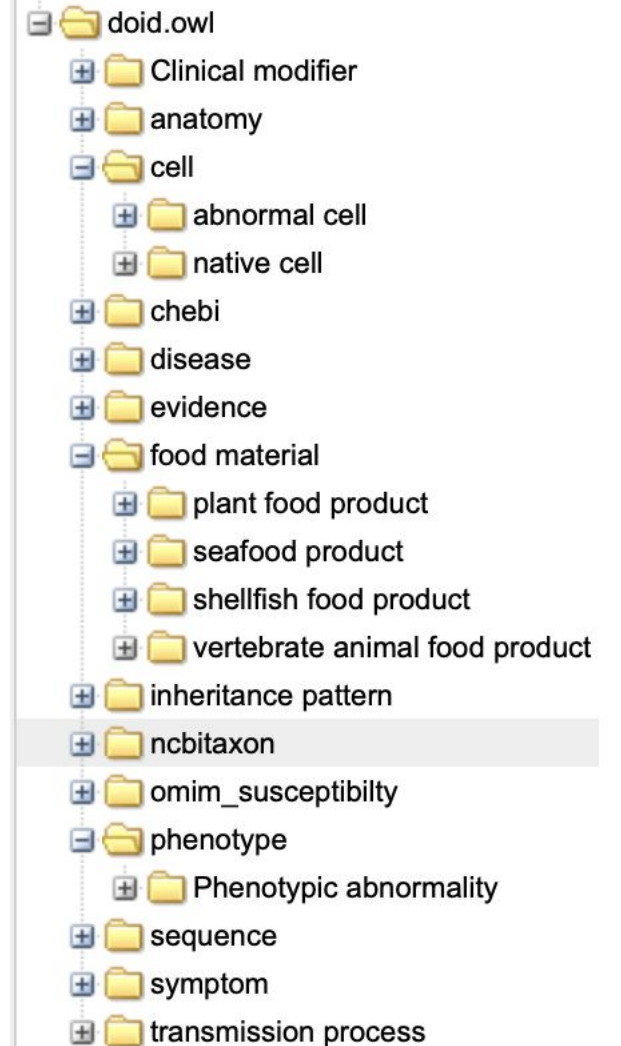 doid.owl
Clinical modifier
anatomy
cell
abnormal cell
native cell
chebi
disease
evidence
food material
plant food product
seafood product
shellfish food product
vertebrate animal food product
inheritance pattern
ncbitaxon
omim_susceptibilty
phenotype
Phenotypic abnormality
sequence
symptom
transmission process